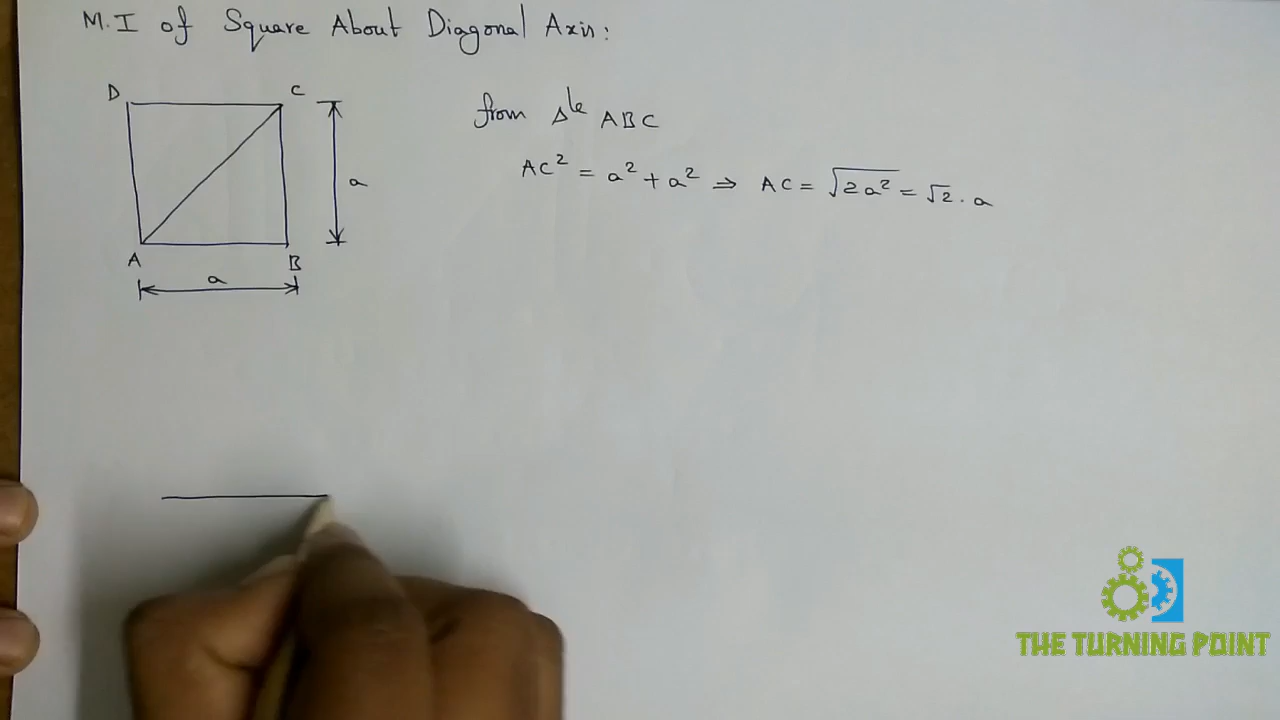 M.I of Square About Diagonal Axis:
D
C
from Δle ABC
AC² = a² + a² ⇒ AC = √2a² = √2 . a
a
A
B
a
THE TURNING POINT